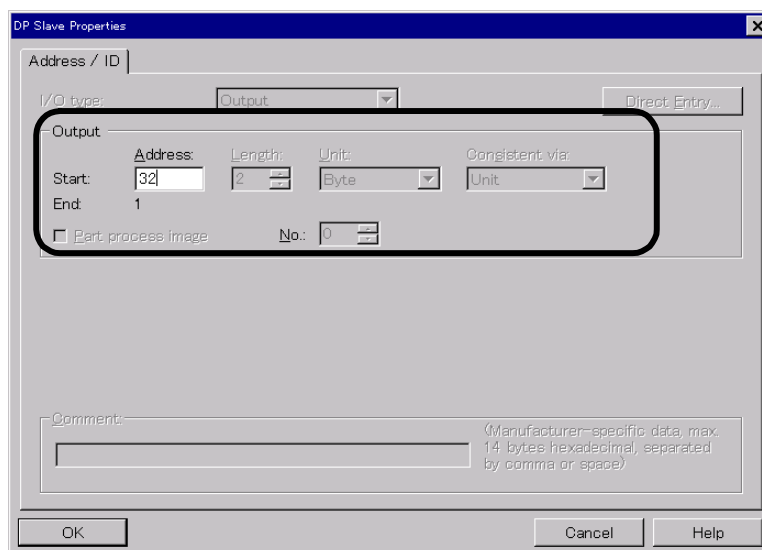 DP Slave Properties
Address / ID
I/O type: Output Direct Entry...
Output
Address: Length: Unit: Consistent via:
Start: 32 2 Byte Unit
End: 1
Part process image No.: 0
Comment:
(Manufacturer-specific data, max.
14 bytes hexadecimal, separated
by comma or space)
OK Cancel Help